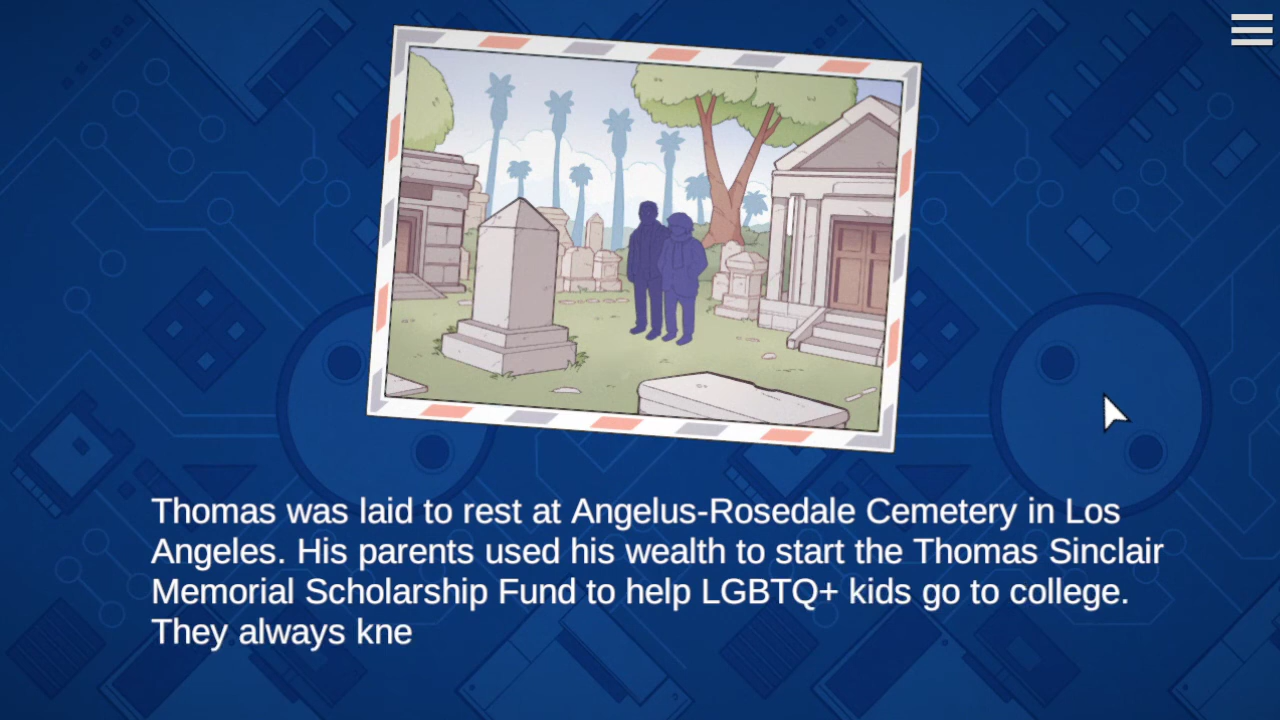 Thomas was laid to rest at Angelus-Rosedale Cemetery in Los
Angeles. His parents used his wealth to start the Thomas Sinclair
Memorial Scholarship Fund to help LGBTQ+ kids go to college.
They always kne